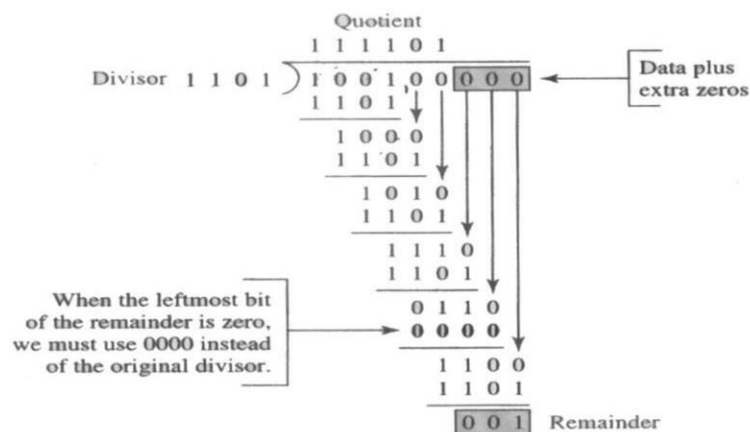 Quotient
1 1 1 1 0 1
Divisor 1 1 0 1 1 0 0 1 0 0 0 0 0
Data plus
extra zeros
1 1 0 1
1 0 0 0
1 1 0 1
1 0 1 0
1 1 0 1
1 1 1 0
1 1 0 1
When the leftmost bit
of the remainder is zero,
we must use 0000 instead
of the original divisor.
0 1 1 0
0 0 0 0
1 1 0 0
1 1 0 1
0 0 1 Remainder